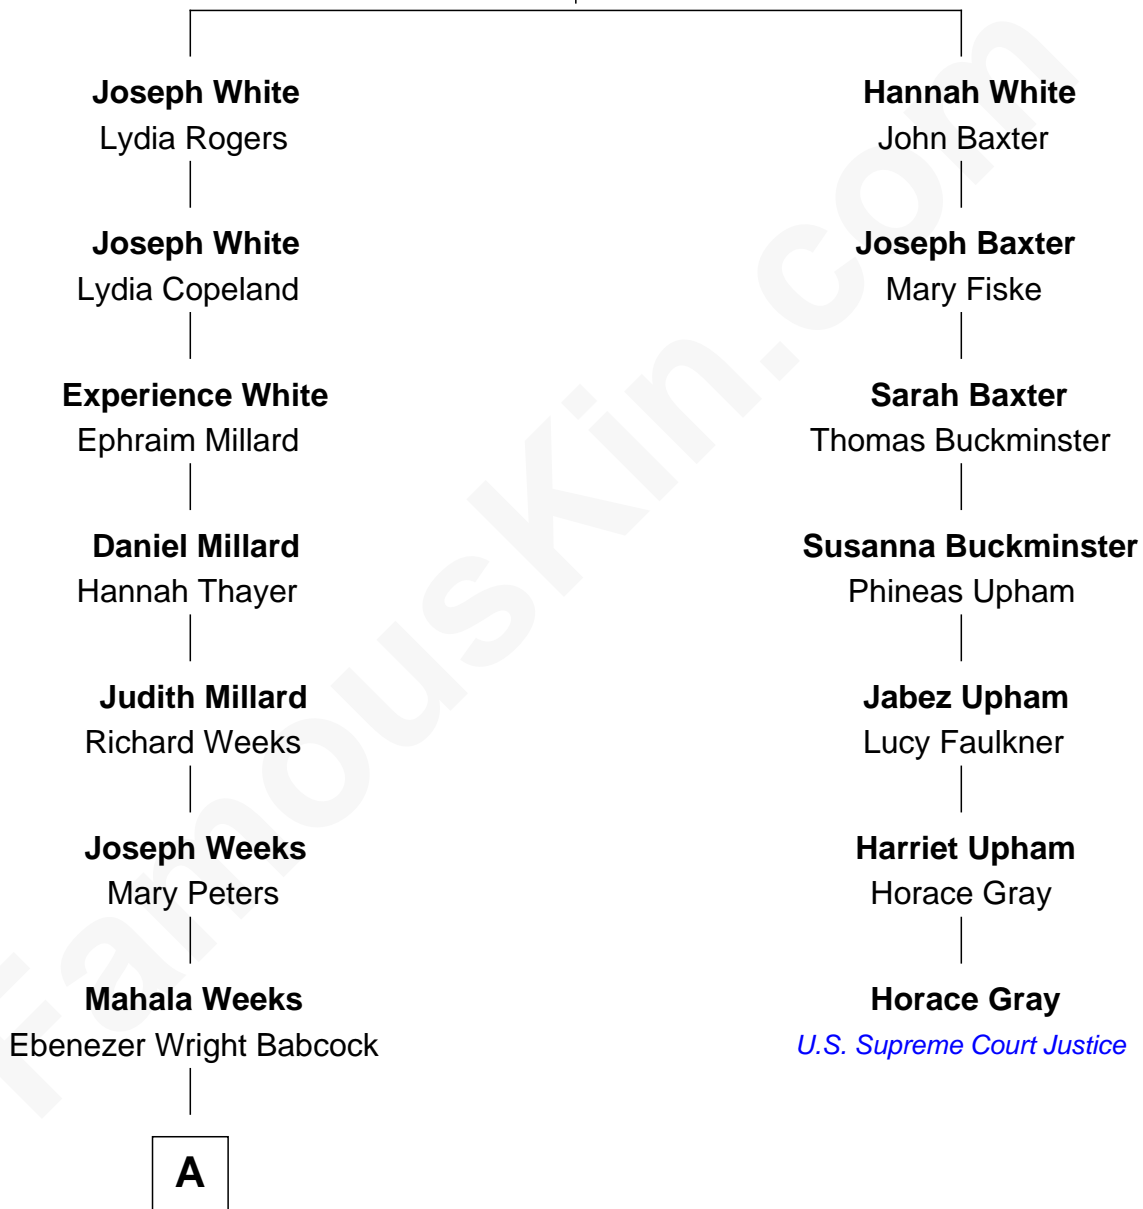 Joseph White
Lydia Rogers
Joseph White
Lydia Copeland
Experience White
Ephraim Millard
Daniel Millard
Hannah Thayer
Judith Millard
Richard Weeks
Joseph Weeks
Mary Peters
Mahala Weeks
Ebenezer Wright Babcock
A
Hannah White
John Baxter
Joseph Baxter
Mary Fiske
Sarah Baxter
Thomas Buckminster
Susanna Buckminster
Phineas Upham
Jabez Upham
Lucy Faulkner
Harriet Upham
Horace Gray
Horace Gray
U.S. Supreme Court Justice
FamousKin.com